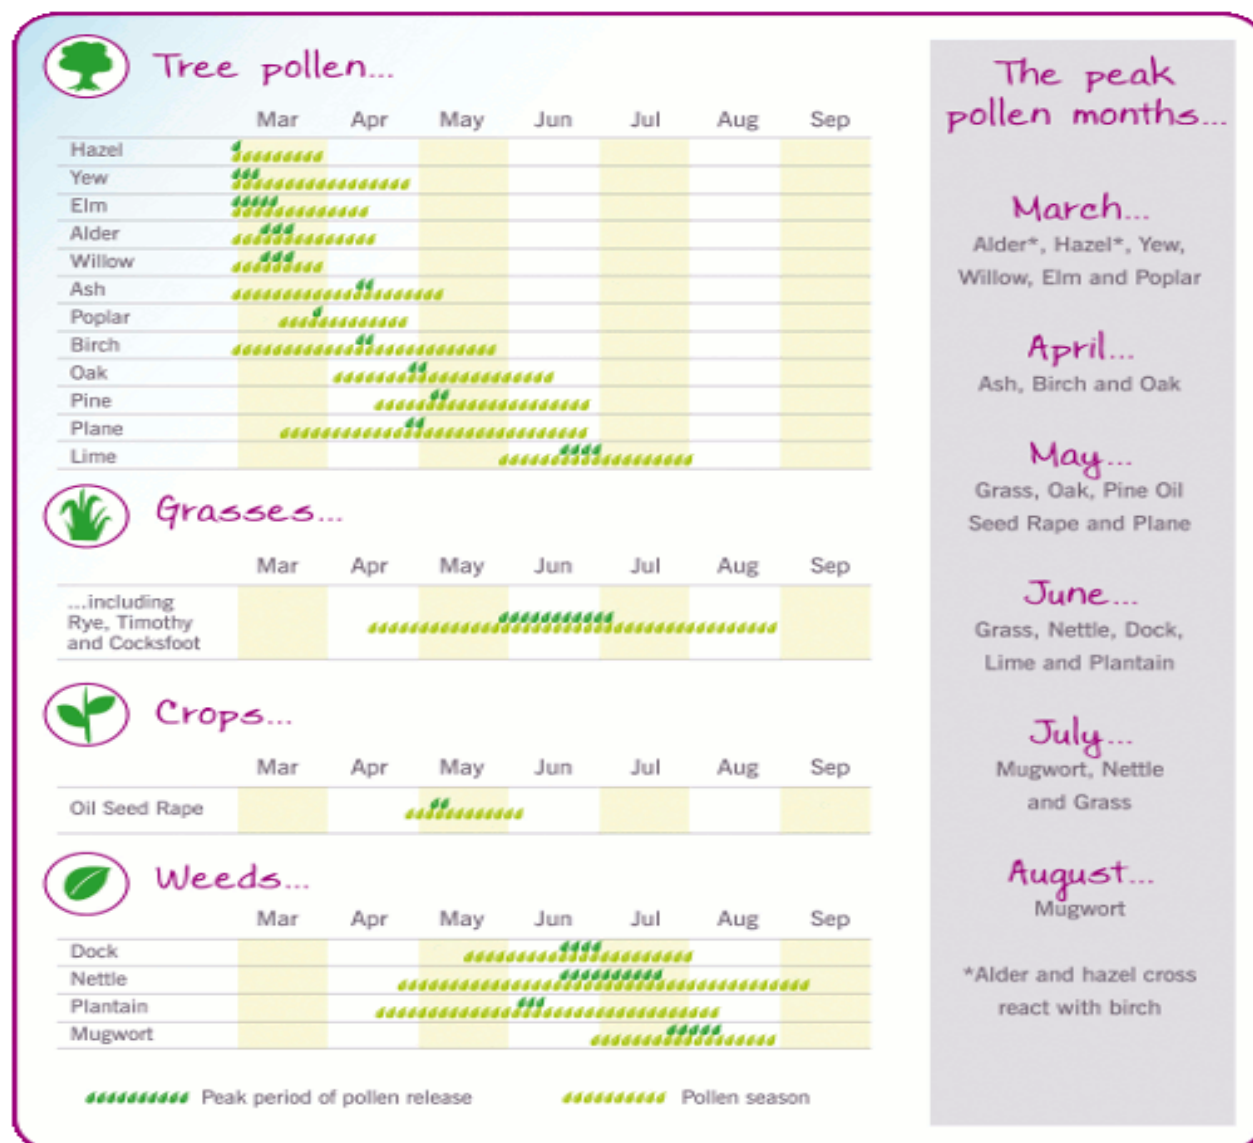 Tree pollen...
Mar Apr May Jun Jul Aug Sep
Hazel
Yew
Elm
Alder
Willow
Ash
Poplar
Birch
Oak
Pine
Plane
Lime
Grasses...
Mar Apr May Jun Jul Aug Sep
...including
Rye, Timothy
and Cocksfoot
Crops...
Mar Apr May Jun Jul Aug Sep
Oil Seed Rape
Weeds...
Mar Apr May Jun Jul Aug Sep
Dock
Nettle
Plantain
Mugwort
Peak period of pollen release Pollen season
The peak
pollen months...
March...
Alder*, Hazel*, Yew,
Willow, Elm and Poplar
April...
Ash, Birch and Oak
May...
Grass, Oak, Pine Oil
Seed Rape and Plane
June...
Grass, Nettle, Dock,
Lime and Plantain
July...
Mugwort, Nettle
and Grass
August...
Mugwort
*Alder and hazel cross
react with birch